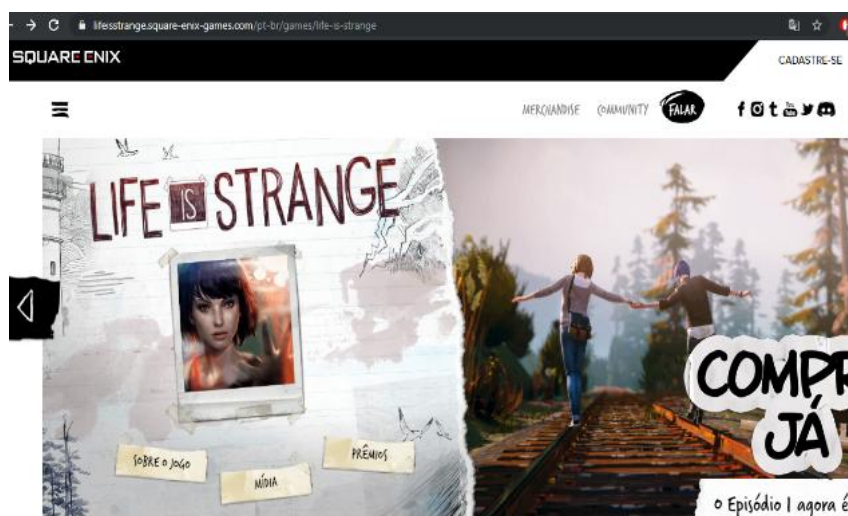 lifeisstrange.square-enix-games.com/pt-br/games/life-is-strange
SQUARE ENIX
CADASTRE-SE
MERCHANDISE COMMUNITY FALAR
LIFE IS STRANGE
COMPR
JÁ
SOBRE O JOGO
MÍDIA
PRÊMIOS
O Episódio 1 agora é